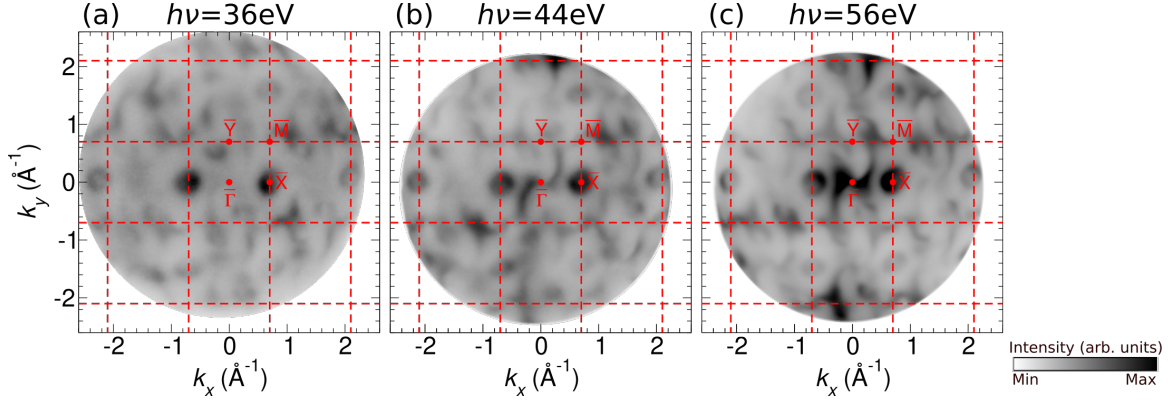 (a) hν=36eV
(b) hν=44eV
(c) hν=56eV
k_y (Å⁻¹)
2
1
0
-1
-2
Y̅ M̅
Γ̅ X̅
Y̅ M̅
Γ̅ X̅
Y̅ M̅
Γ̅ X̅
-2 -1 0 1 2
-2 -1 0 1 2
-2 -1 0 1 2
k_x (Å⁻¹)
k_x (Å⁻¹)
k_x (Å⁻¹)
Intensity (arb. units)
Min Max